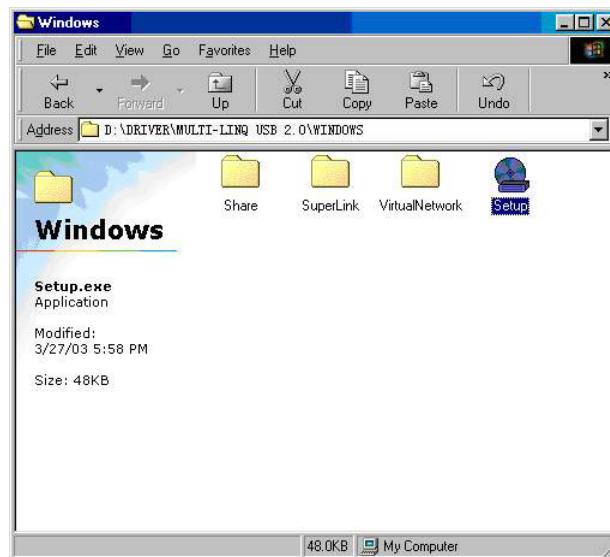 Windows
File Edit View Go Favorites Help
Back Forward Up Cut Copy Paste Undo
Address D:\DRIVER\MULTI-LINQ USB 2.0\WINDOWS
Share SuperLink VirtualNetwork Setup
Windows
Setup.exe
Application
Modified:
3/27/03 5:58 PM
Size: 48KB
48.0KB My Computer